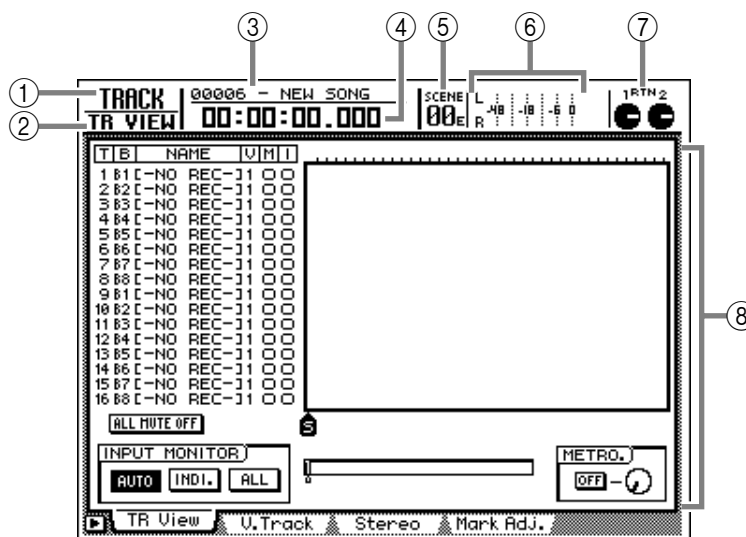 ③ ④ ⑤ ⑥ ⑦
① TRACK 00006 - NEW SONG SCENE L 1 RTN 2
② TR VIEW 00:00:00.000 00E R -48 -18 -6 0
T B NAME V M I
1 B1 [-NO REC-] 1
2 B2 [-NO REC-] 1
3 B3 [-NO REC-] 1
4 B4 [-NO REC-] 1
5 B5 [-NO REC-] 1
6 B6 [-NO REC-] 1
7 B7 [-NO REC-] 1
8 B8 [-NO REC-] 1
9 B1 [-NO REC-] 1
10 B2 [-NO REC-] 1
11 B3 [-NO REC-] 1
12 B4 [-NO REC-] 1
13 B5 [-NO REC-] 1
14 B6 [-NO REC-] 1
15 B7 [-NO REC-] 1
16 B8 [-NO REC-] 1
⑧
ALL MUTE OFF S
INPUT MONITOR METRO.
AUTO INDI. ALL OFF
TR View V.Track Stereo Mark Adj.